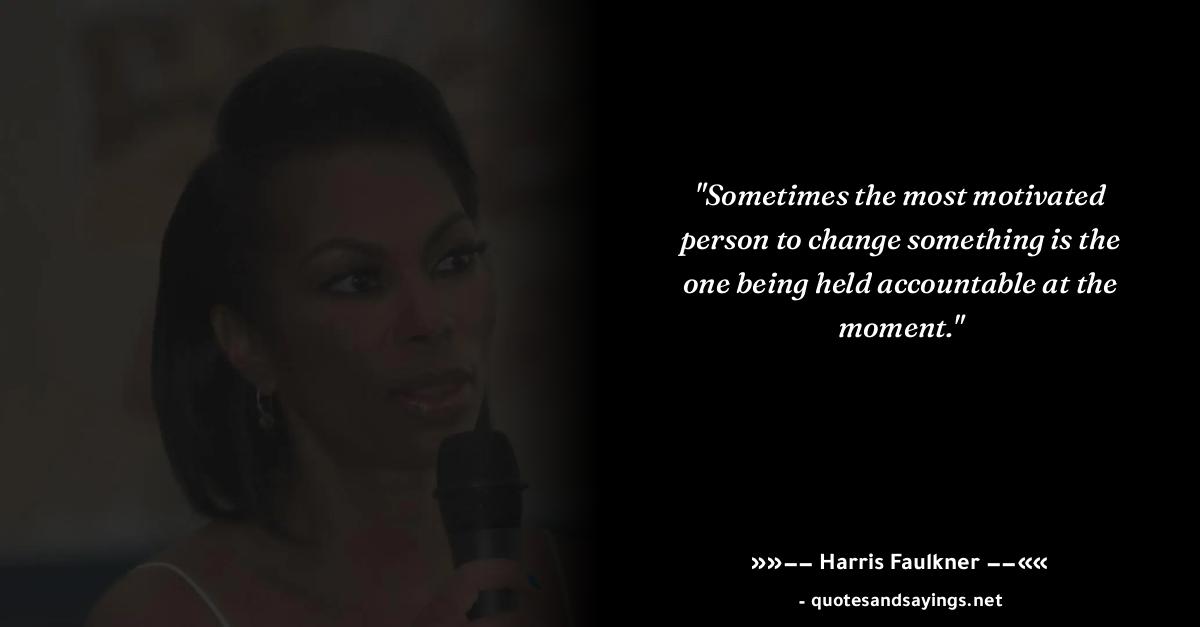 "Sometimes the most motivated
person to change something is the
one being held accountable at the
moment."
»»–– Harris Faulkner ––««
- quotesandsayings.net